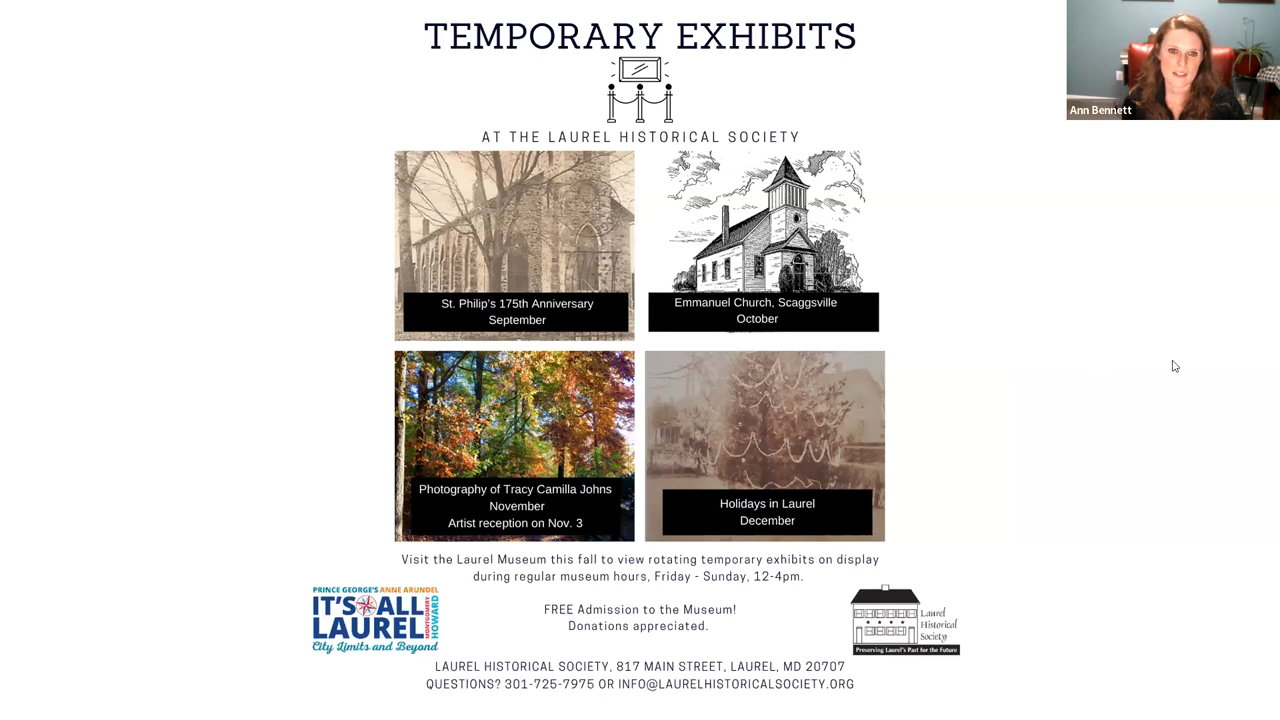 TEMPORARY EXHIBITS
Ann Bennett
AT THE LAUREL HISTORICAL SOCIETY
St. Philip's 175th Anniversary
September
Emmanuel Church, Scaggsville
October
Photography of Tracy Camilla Johns
November
Artist reception on Nov. 3
Holidays in Laurel
December
Visit the Laurel Museum this fall to view rotating temporary exhibits on display
during regular museum hours, Friday - Sunday, 12-4pm.
PRINCE GEORGE'S ANNE ARUNDEL
IT'S ALL
LAUREL
MONTGOMERY
HOWARD
City Limits and Beyond
FREE Admission to the Museum!
Donations appreciated.
Laurel
Historical
Society
Preserving Laurel's Past for the Future
LAUREL HISTORICAL SOCIETY, 817 MAIN STREET, LAUREL, MD 20707
QUESTIONS? 301-725-7975 OR INFO@LAURELHISTORICALSOCIETY.ORG